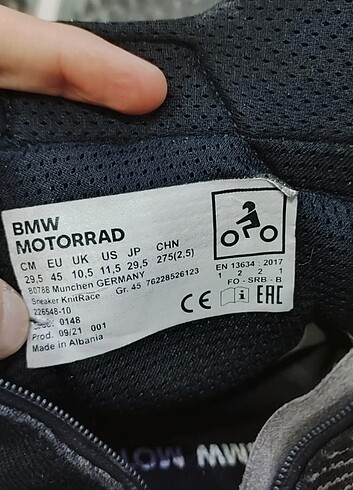 BMW
MOTORRAD
CM EU UK US JP CHN
29,5 45 10,5 11,5 29,5 275(2,5)
80788 Munchen GERMANY
Sneaker KnitRace Gr. 45 76228526123
226548-10
0148
Prod. 09/21 001
Made in Albania
EN 13634 : 2017
1 2 2 1
FO - SRB - B
CE i EAC
BMW MOT